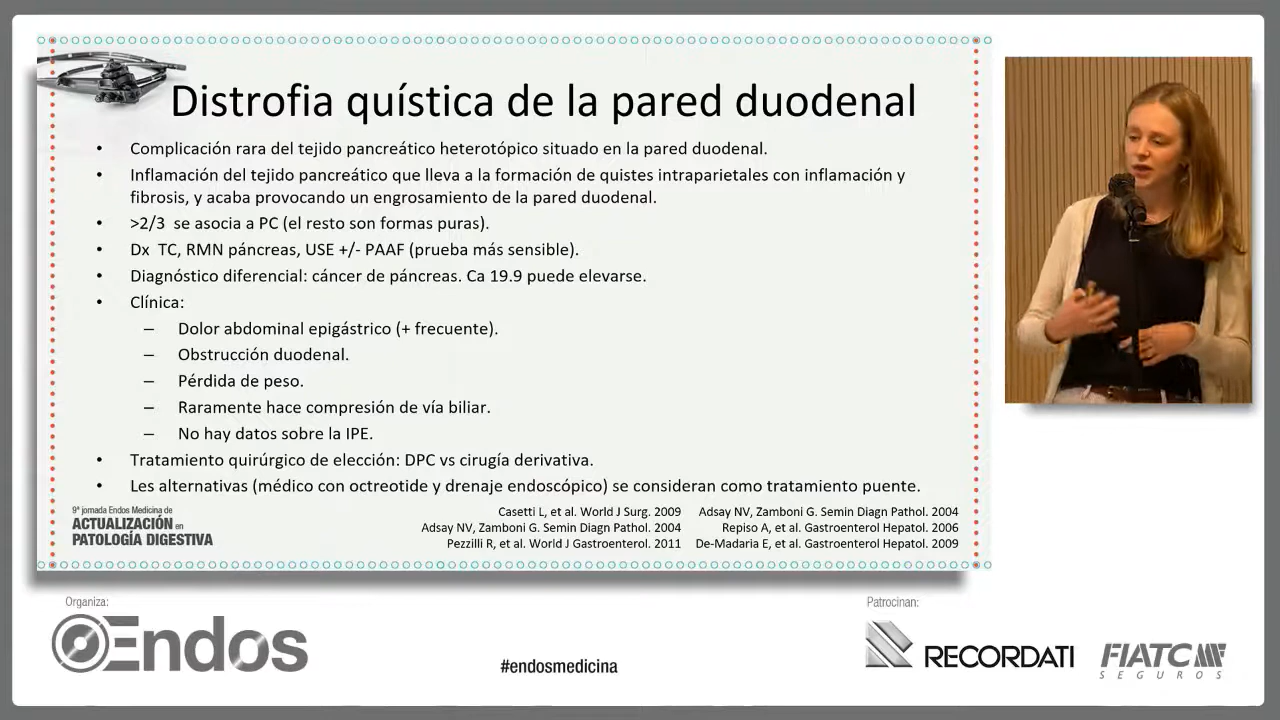 Distrofia quística de la pared duodenal
• Complicación rara del tejido pancreático heterotópico situado en la pared duodenal.
• Inflamación del tejido pancreático que lleva a la formación de quistes intraparietales con inflamación y
fibrosis, y acaba provocando un engrosamiento de la pared duodenal.
• >2/3 se asocia a PC (el resto son formas puras).
• Dx TC, RMN páncreas, USE +/- PAAF (prueba más sensible).
• Diagnóstico diferencial: cáncer de páncreas. Ca 19.9 puede elevarse.
• Clínica:
– Dolor abdominal epigástrico (+ frecuente).
– Obstrucción duodenal.
– Pérdida de peso.
– Raramente hace compresión de vía biliar.
– No hay datos sobre la IPE.
• Tratamiento quirúrgico de elección: DPC vs cirugía derivativa.
• Les alternativas (médico con octreotide y drenaje endoscópico) se consideran como tratamiento puente.
9ª jornada Endos Medicina de
ACTUALIZACIÓN en
PATOLOGÍA DIGESTIVA
Casetti L, et al. World J Surg. 2009
Adsay NV, Zamboni G. Semin Diagn Pathol. 2004
Pezzilli R, et al. World J Gastroenterol. 2011
Adsay NV, Zamboni G. Semin Diagn Pathol. 2004
Repiso A, et al. Gastroenterol Hepatol. 2006
De-Madaria E, et al. Gastroenterol Hepatol. 2009
Organiza:
Endos
#endosmedicina
Patrocinan:
RECORDATI
FIATC
SEGUROS